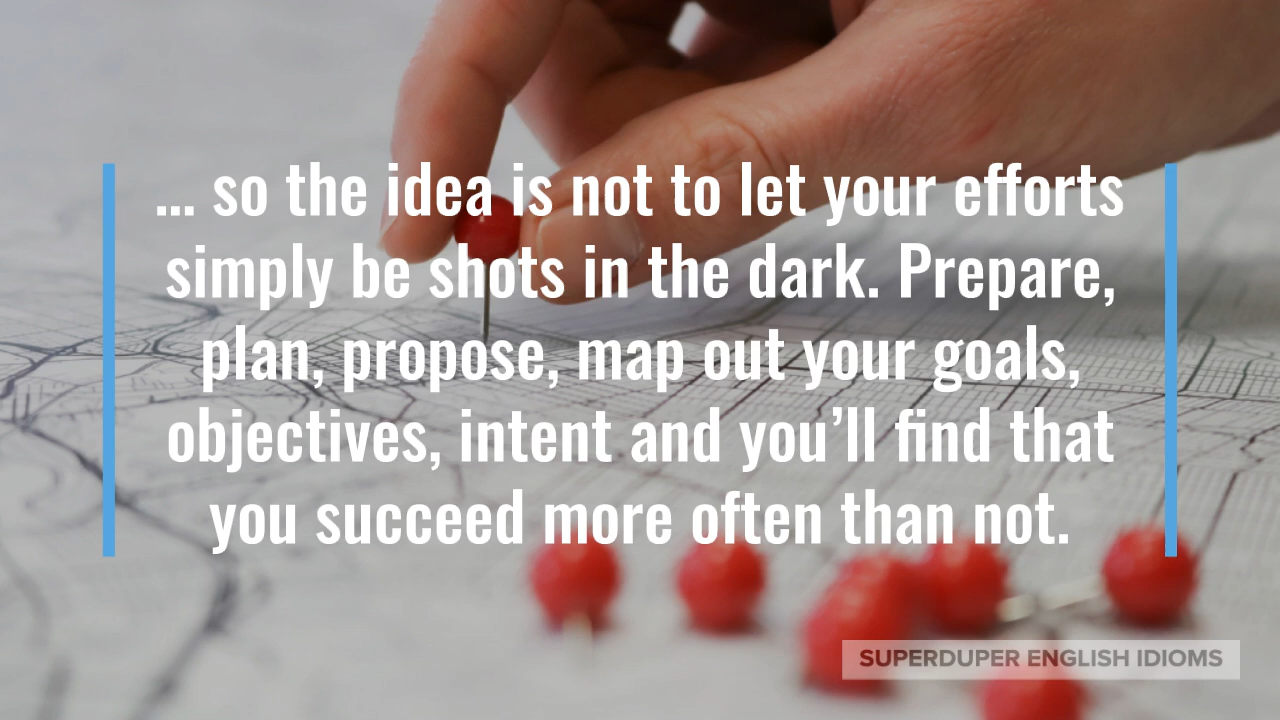 ... so the idea is not to let your efforts
simply be shots in the dark. Prepare,
plan, propose, map out your goals,
objectives, intent and you’ll find that
you succeed more often than not.
SUPERDUPER ENGLISH IDIOMS